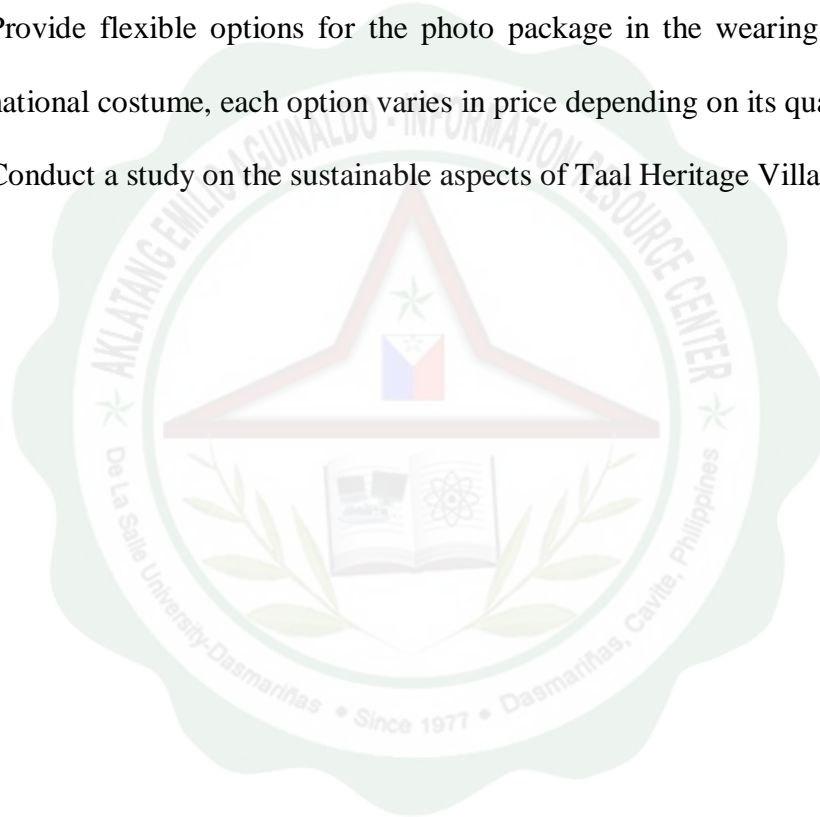 Provide flexible options for the photo package in the wearing
national costume, each option varies in price depending on its
Conduct a study on the sustainable aspects of Taal Heritage
AKLATANG EMILIO AGUINALDO - INFORMATION RESOURCE CENTER
De La Salle University-Dasmariñas • Since 1977 • Dasmariñas, Cavite, Philippines